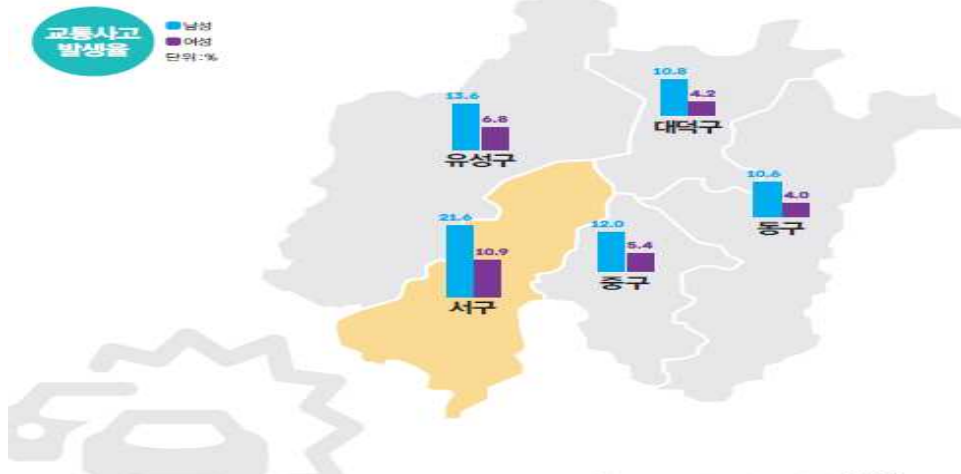 교통사고
발생율
남성
여성
단위:%
13.6
6.8
유성구
10.8
4.2
대덕구
10.6
4.0
동구
21.6
10.9
서구
12.0
5.4
중구